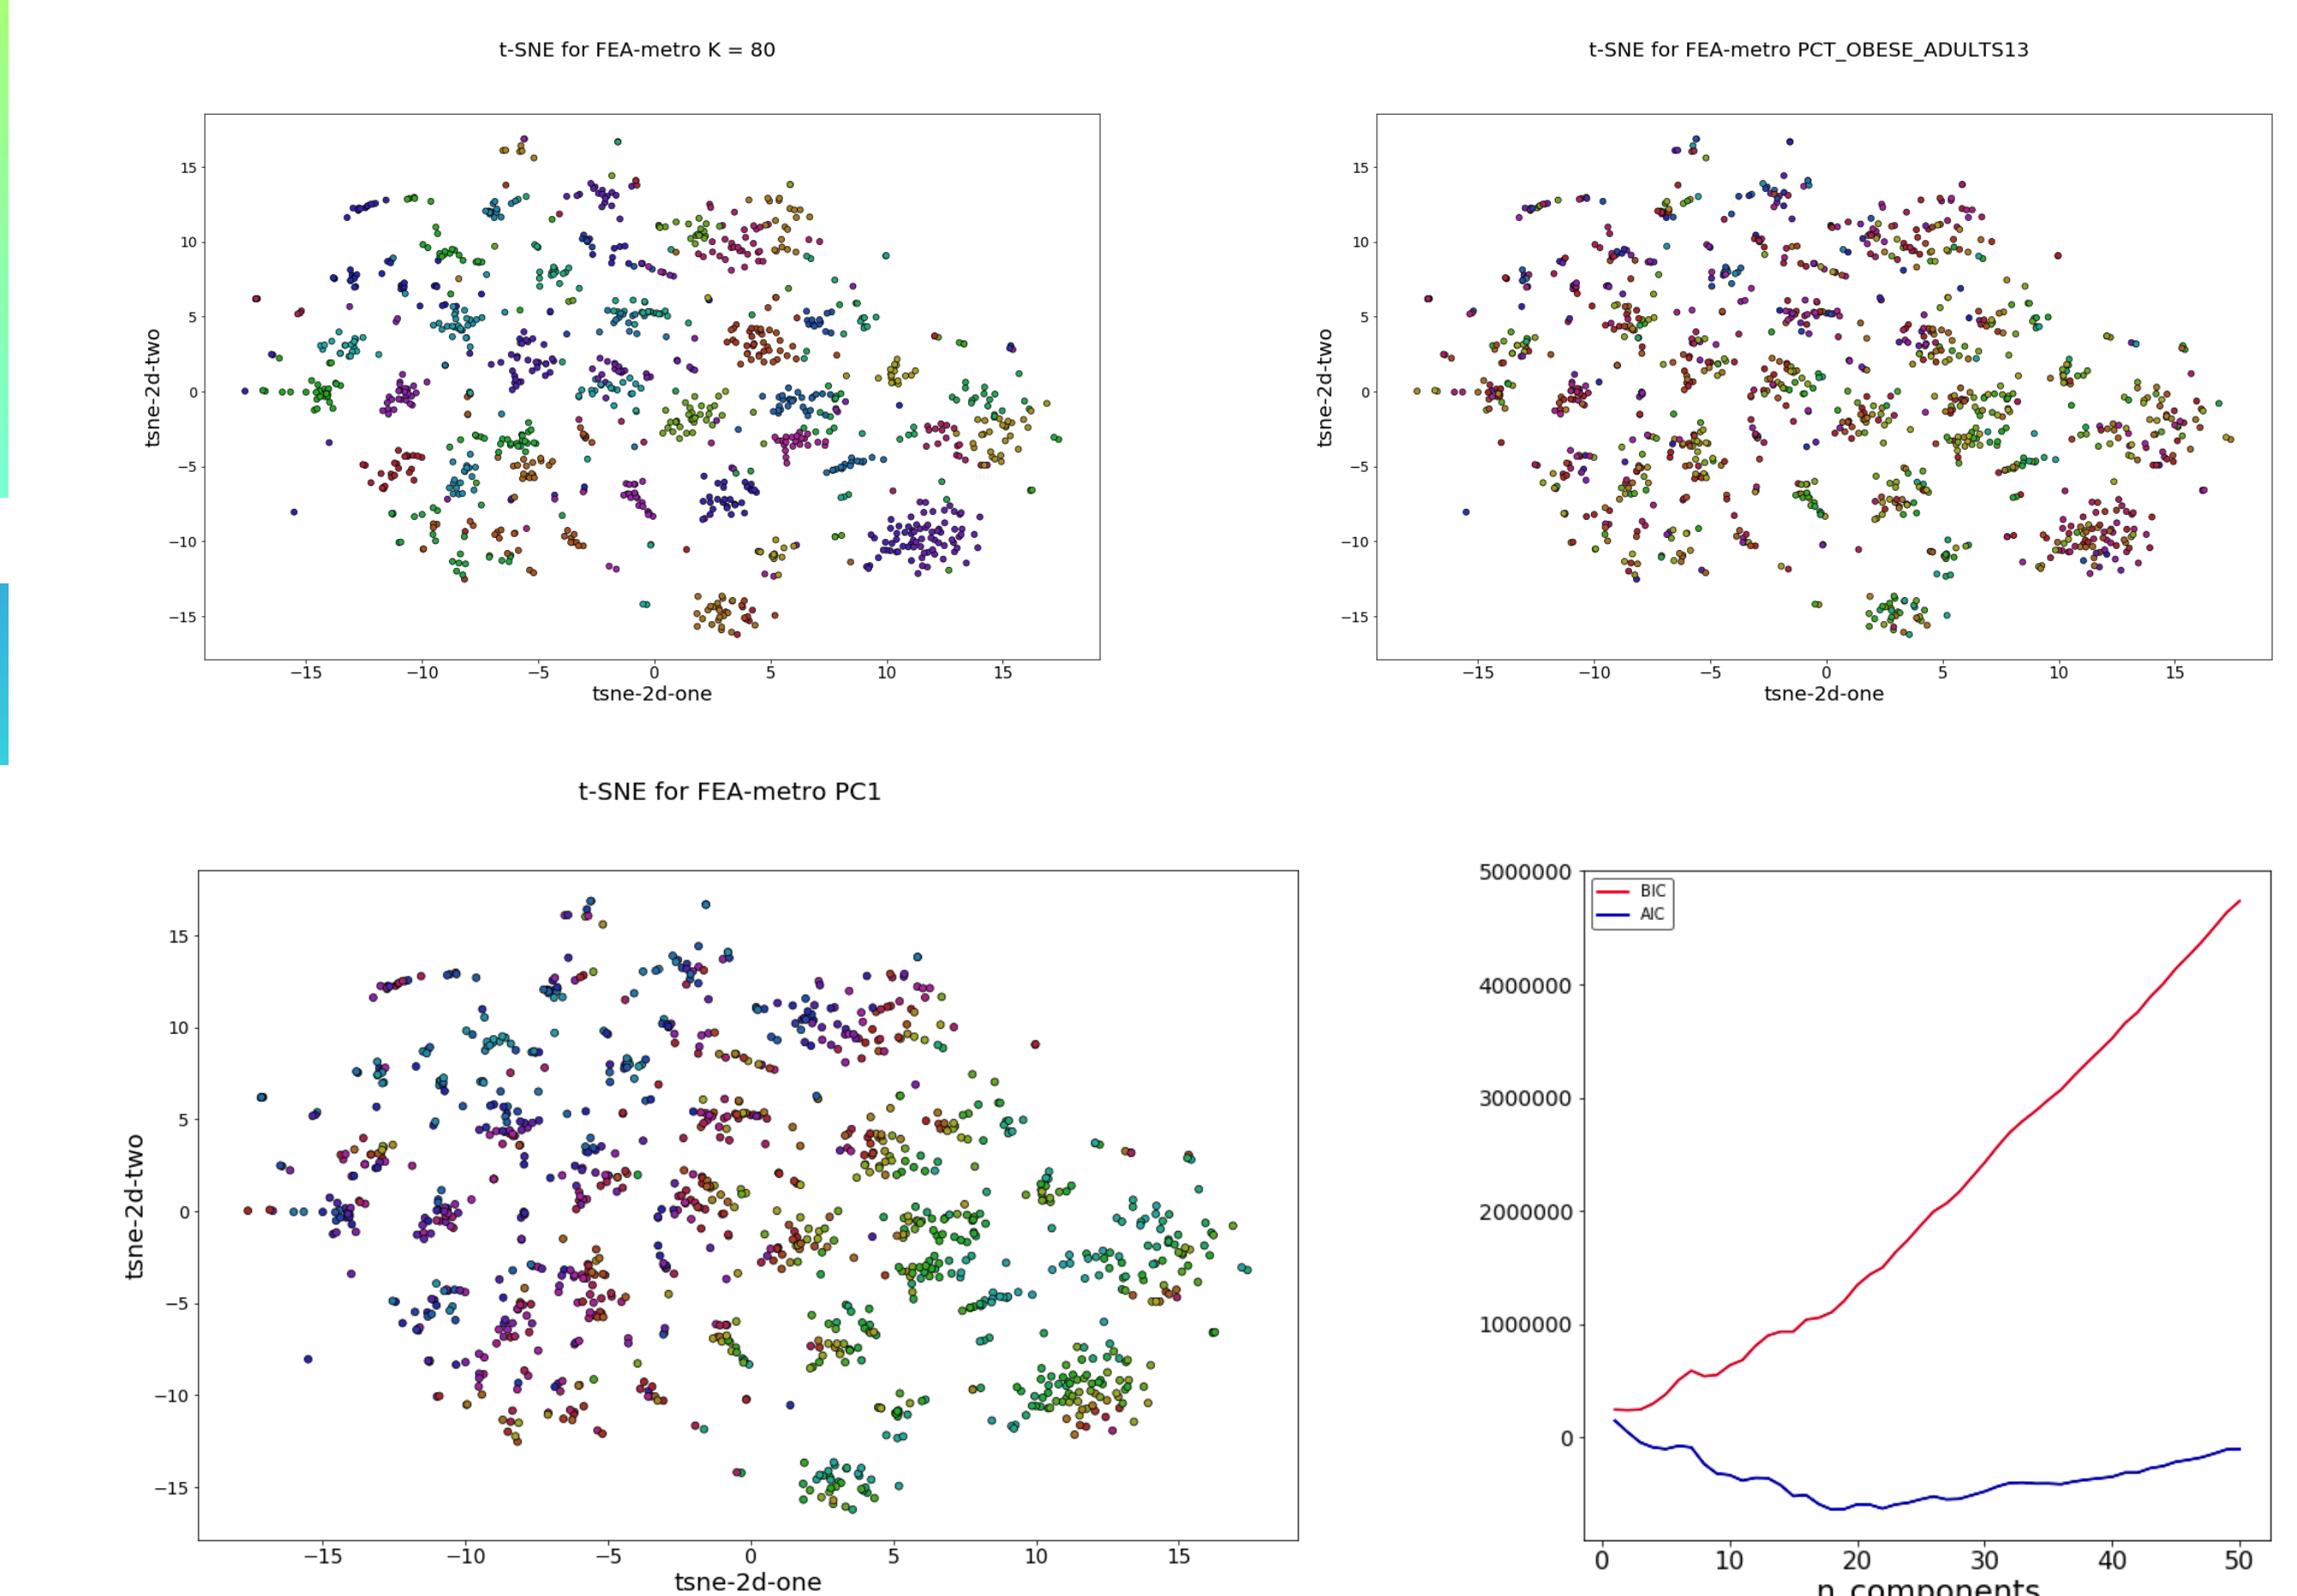 t-SNE for FEA-metro K = 80
tsne-2d-two
15
10
5
0
−5
−10
−15
−15 −10 −5 0 5 10 15
tsne-2d-one
t-SNE for FEA-metro PCT_OBESE_ADULTS13
tsne-2d-two
15
10
5
0
−5
−10
−15
−15 −10 −5 0 5 10 15
tsne-2d-one
t-SNE for FEA-metro PC1
tsne-2d-two
15
10
5
0
−5
−10
−15
−15 −10 −5 0 5 10 15
tsne-2d-one
BIC
AIC
5000000
4000000
3000000
2000000
1000000
0
0 10 20 30 40 50
n_components